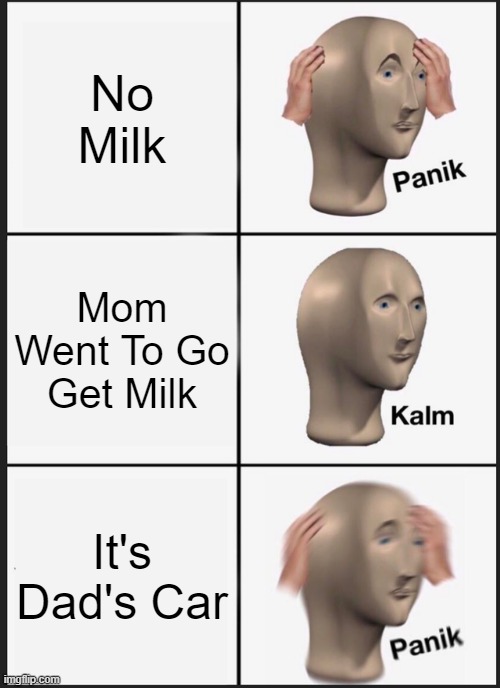 No
Milk
Panik
Mom
Went To Go
Get Milk
Kalm
It's
Dad's Car
Panik
imgflip.com